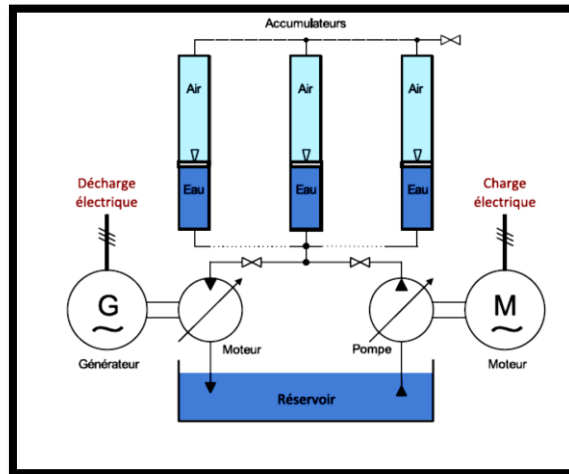 Accumulateurs
Air
Air
Air
Eau
Eau
Eau
Décharge
électrique
Charge
électrique
G
M
Générateur
Moteur
Pompe
Moteur
Réservoir